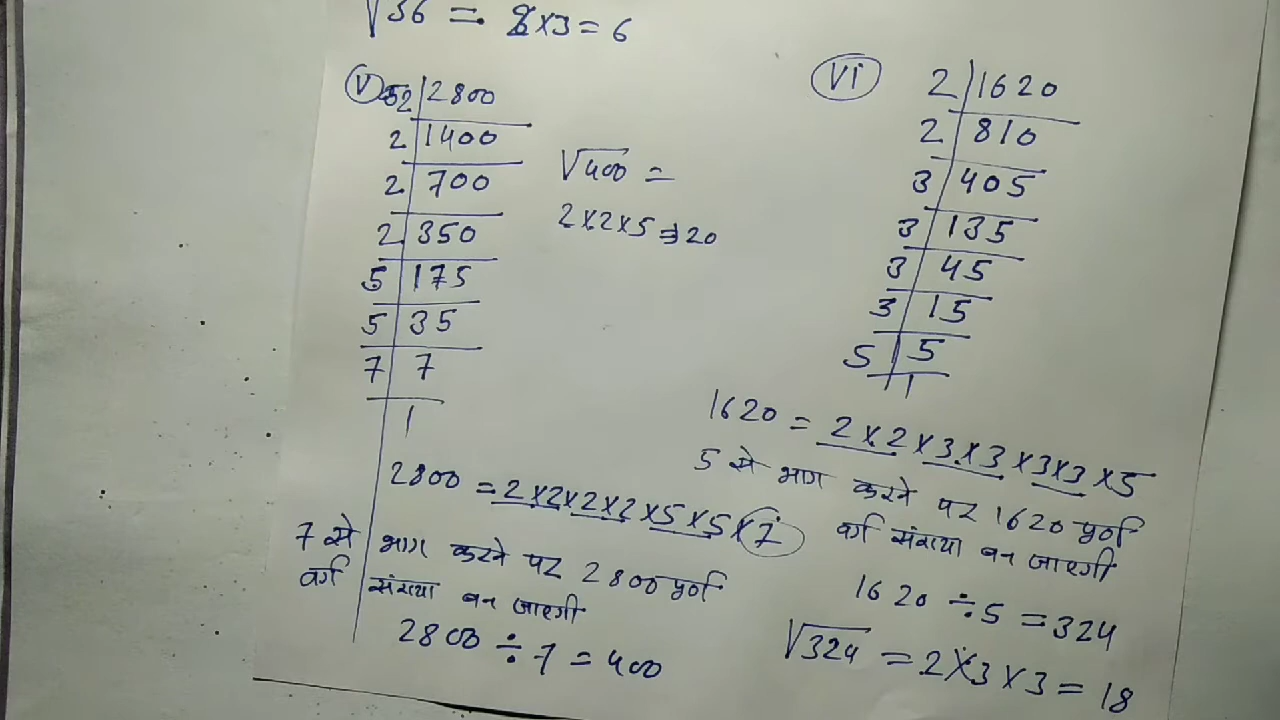 √36 = 2×3 = 6
(V) 2 | 2800
2 | 1400
2 | 700
2 | 350
5 | 175
5 | 35
7 | 7
1
√400 =
2×2×5 = 20
2800 = 2×2×2×2×5×5×7
7 से भाग करने पर 2800 पूर्ण
वर्ग संख्या बन जाएगी
2800 ÷ 7 = 400
(VI) 2 | 1620
2 | 810
3 | 405
3 | 135
3 | 45
3 | 15
5 | 5
1
1620 = 2×2×3×3×3×3×5
5 से भाग करने पर 1620 पूर्ण
वर्ग संख्या बन जाएगी
1620 ÷ 5 = 324
√324 = 2×3×3 = 18